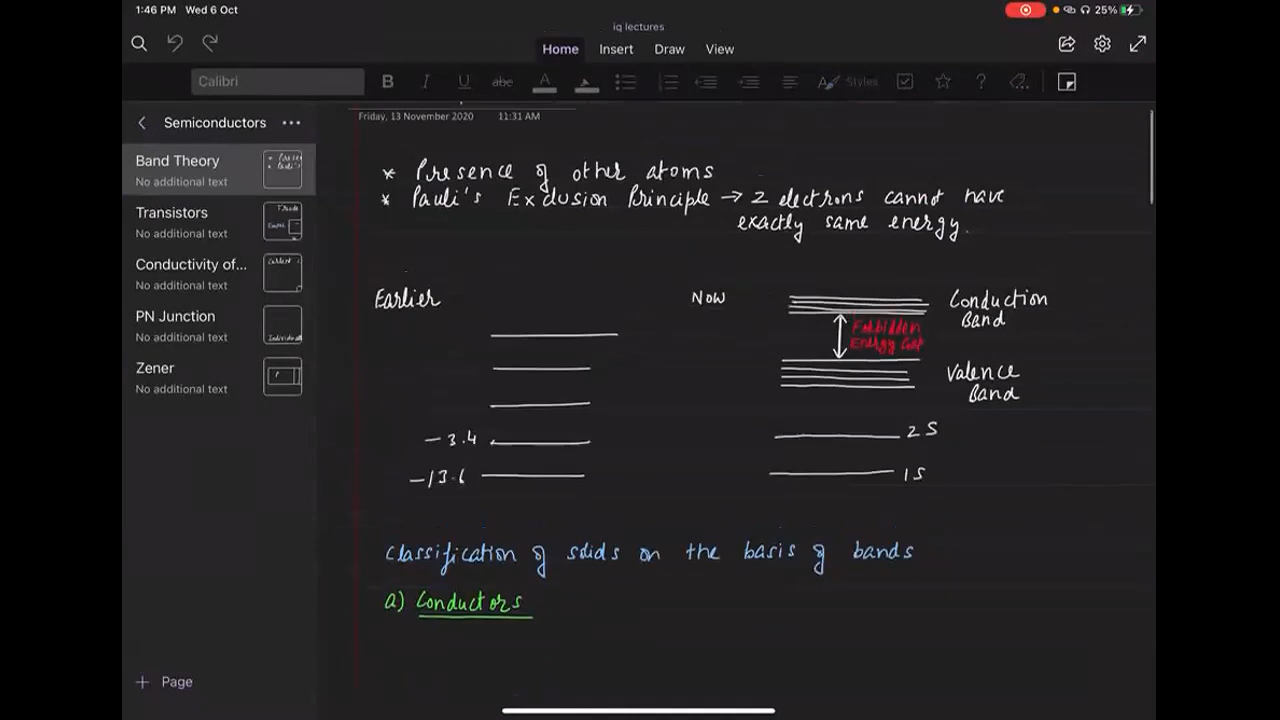 1:46 PM Wed 6 Oct
25%
iq lectures
Home Insert Draw View
Calibri
B I U abc A Styles ?
Semiconductors
Band Theory
No additional text
Transistors
No additional text
Conductivity of...
No additional text
PN Junction
No additional text
Zener
No additional text
Page
Friday, 13 November 2020 11:31 AM
* Presence of other atoms
* Pauli's Exclusion Principle → 2 electrons cannot have
exactly same energy.
Earlier
-3.4
-13.6
Now
Conduction
Band
Forbidden
Energy Gap
Valence
Band
2S
1S
Classification of solids on the basis of bands
a) Conductors